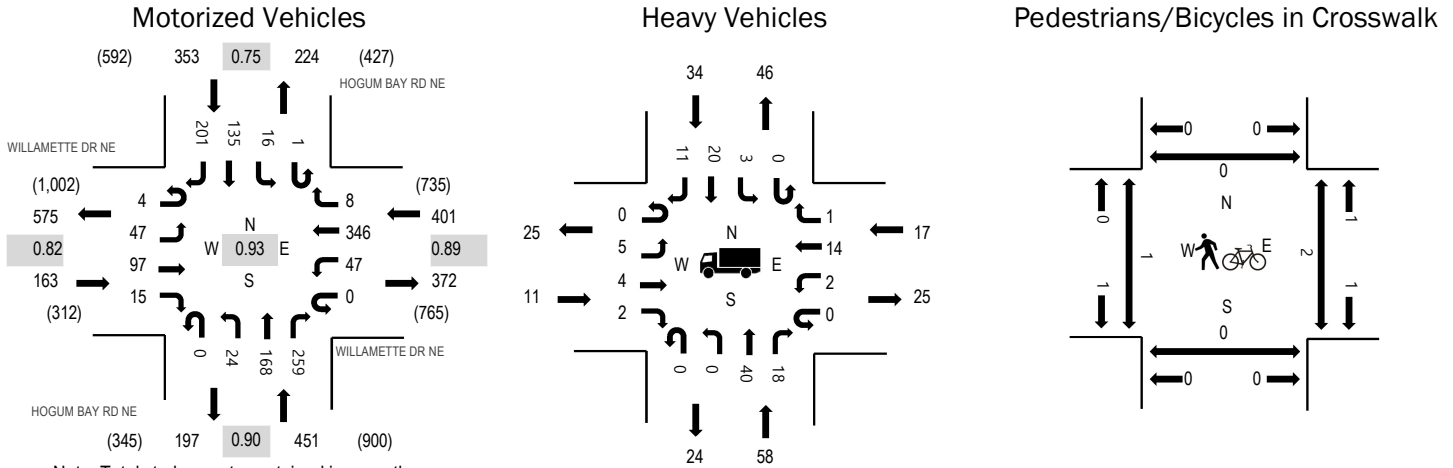 Motorized Vehicles
Heavy Vehicles
Pedestrians/Bicycles in Crosswalk
(592) 353 0.75 224 (427)
HOGUM BAY RD NE
201 135 16 1
WILLAMETTE DR NE
(1,002) 4 8 (735)
575 47 N 346 401
0.82 W 0.93 E 0.89
163 97 S 47 372
(312) 15 0 (765)
0 24 168 259
WILLAMETTE DR NE
HOGUM BAY RD NE
(345) 197 0.90 451 (900)
34 46
11 20 3 0
0 1
25 5 N 14 17
W E
11 4 S 2 25
2 0
0 0 40 18
24 58
0 0
0
N
0 1
W E
1 2
S
1 1
0
0 0